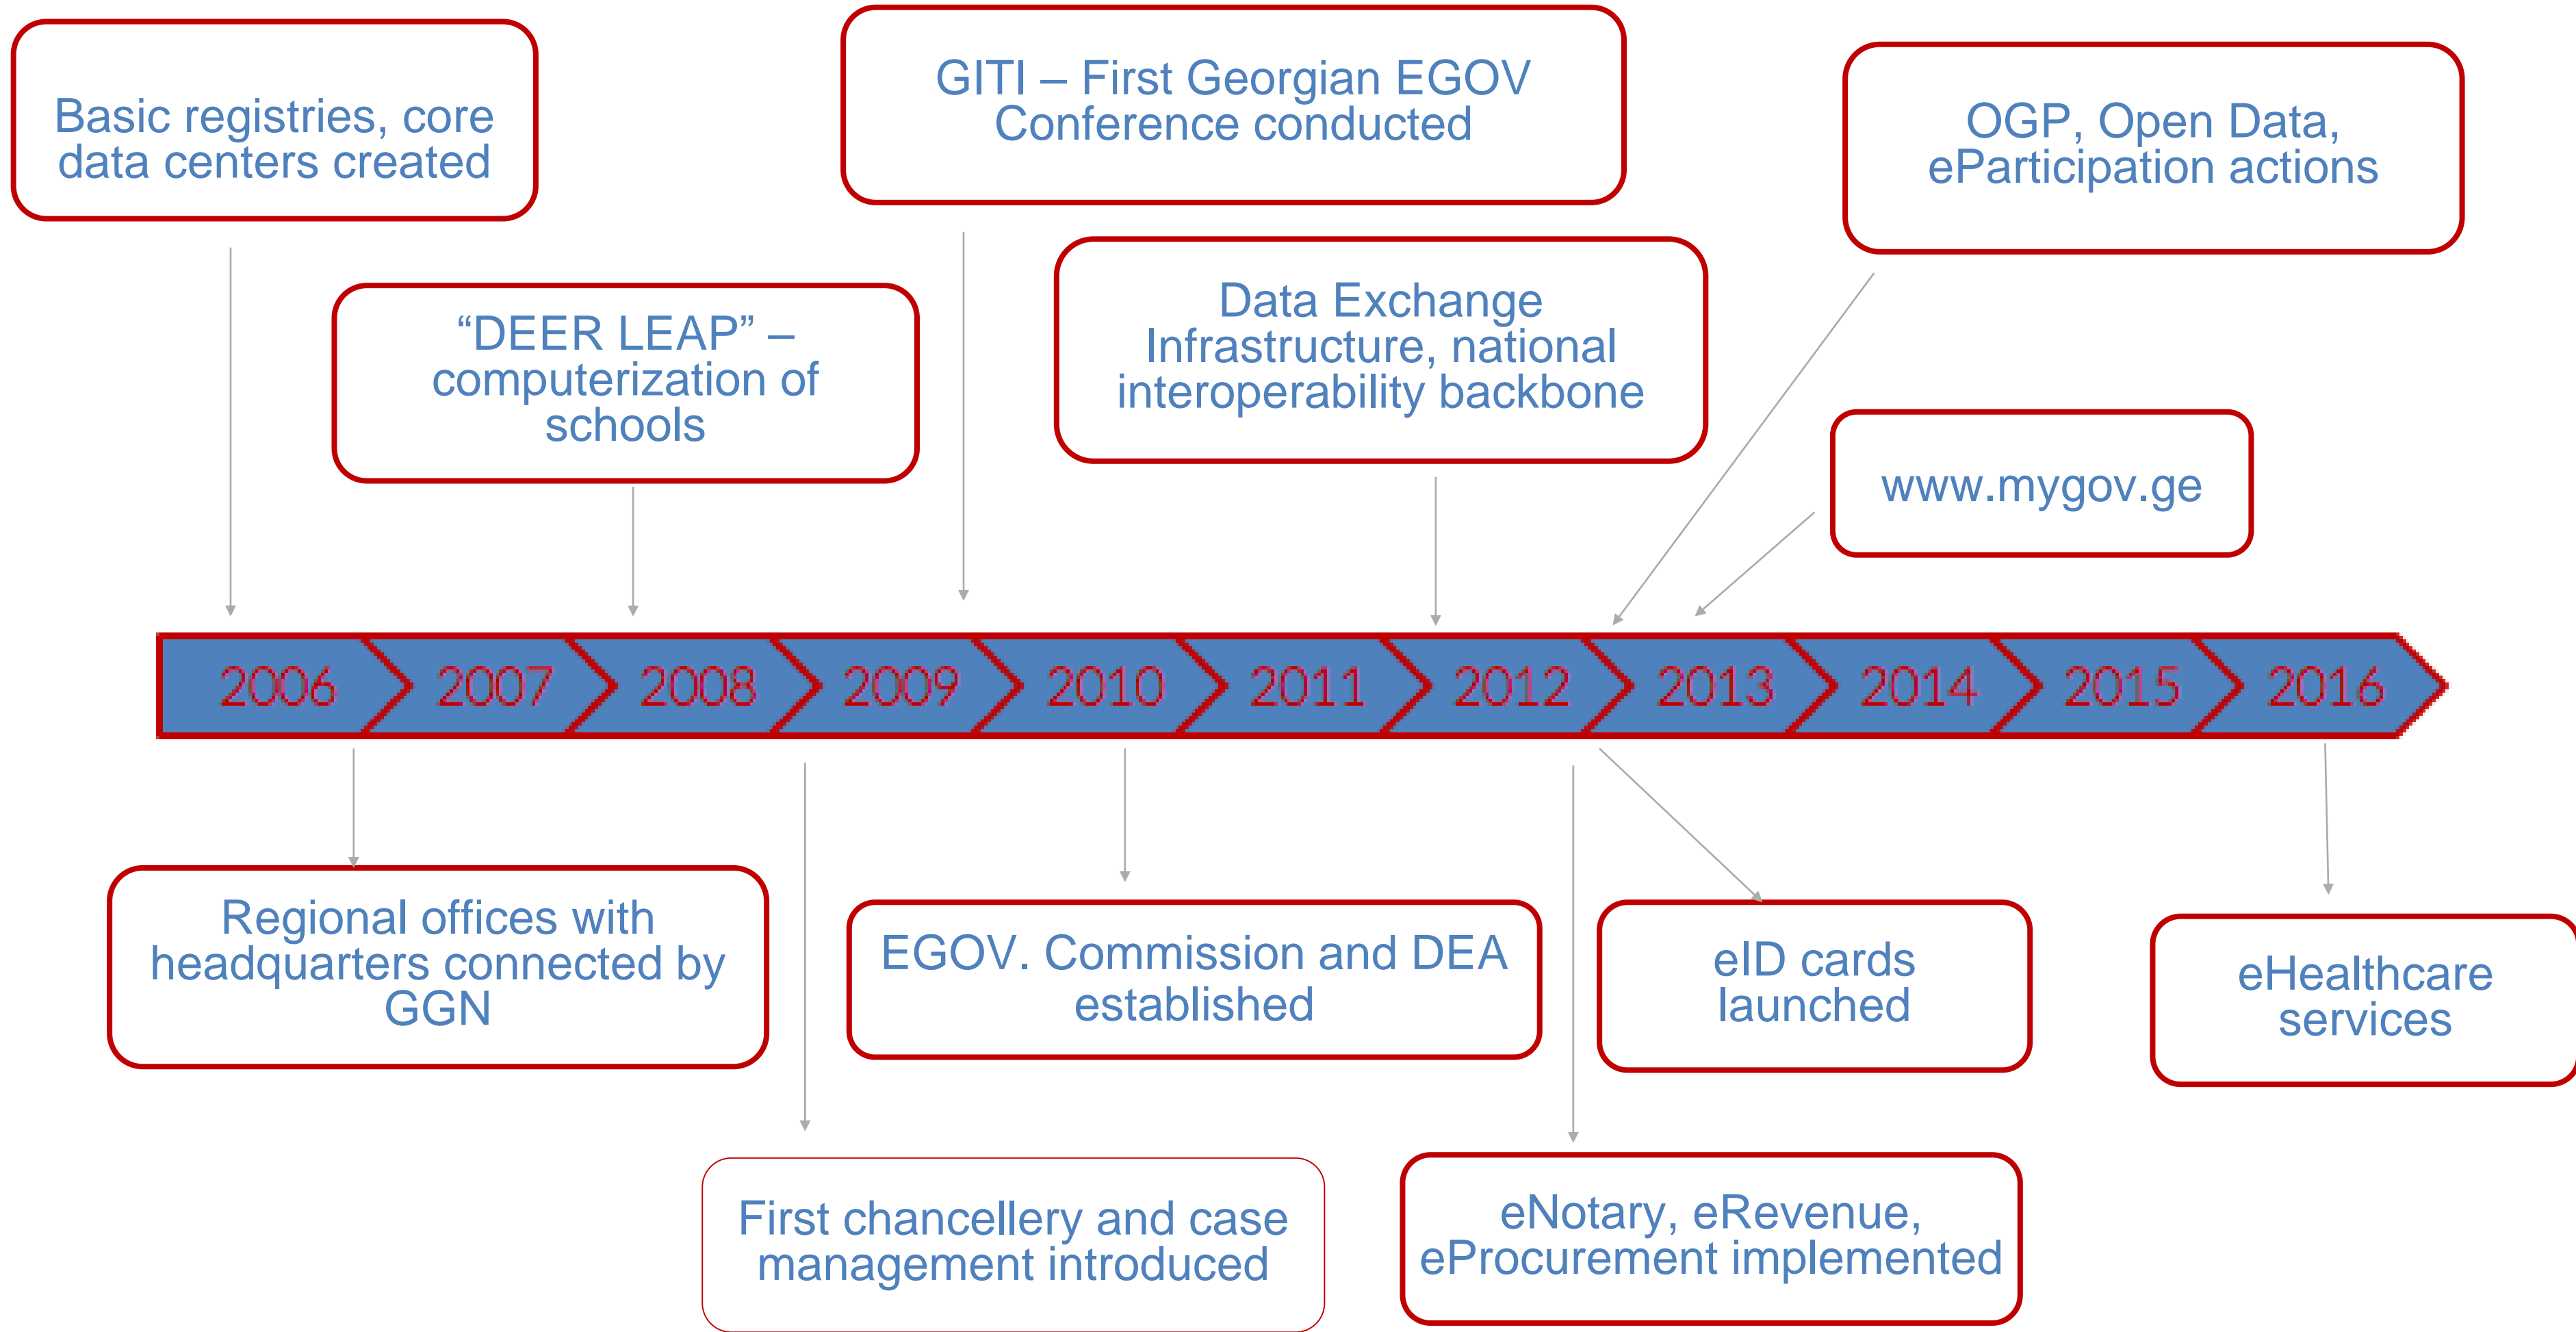 Basic registries, core
data centers created
GITI – First Georgian EGOV
Conference conducted
OGP, Open Data,
eParticipation actions
“DEER LEAP” –
computerization of
schools
Data Exchange
Infrastructure, national
interoperability backbone
www.mygov.ge
2006
2007
2008
2009
2010
2011
2012
2013
2014
2015
2016
Regional offices with
headquarters connected by
GGN
EGOV. Commission and DEA
established
eID cards
launched
eHealthcare
services
First chancellery and case
management introduced
eNotary, eRevenue,
eProcurement implemented